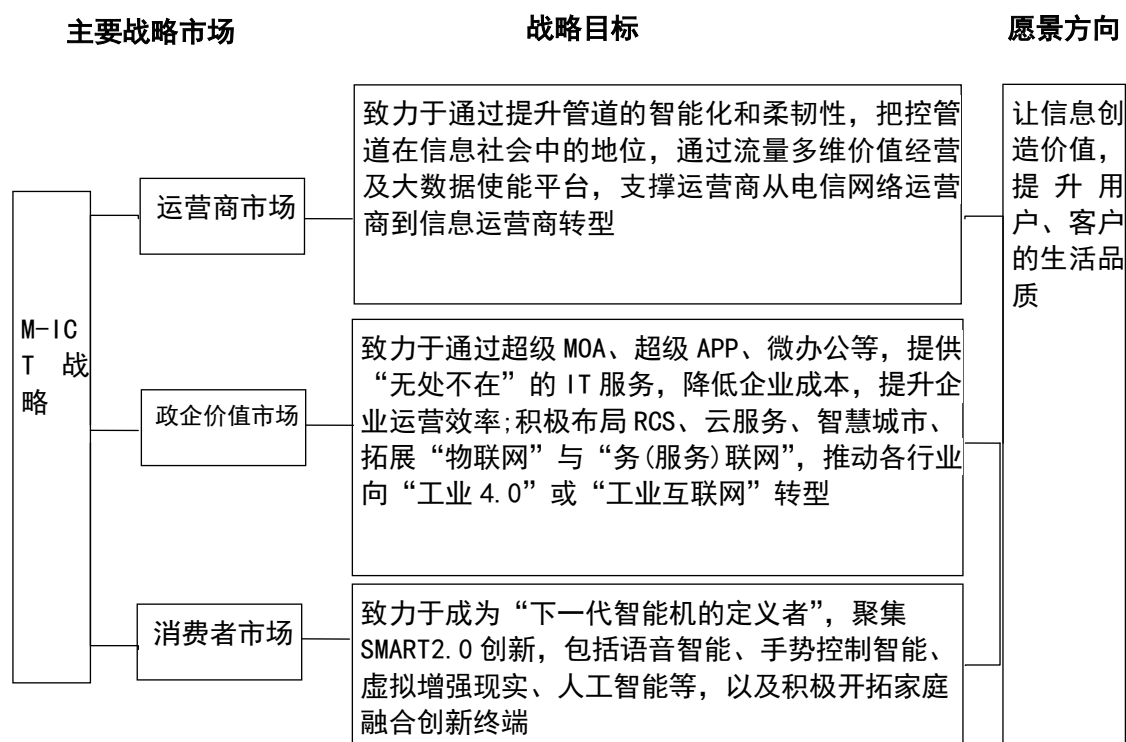 主要战略市场
战略目标
愿景方向
M-IC
T 战
略
运营商市场
致力于通过提升管道的智能化和柔韧性，把控管
道在信息社会中的地位，通过流量多维价值经营
及大数据使能平台，支撑运营商从电信网络运营
商到信息运营商转型
政企价值市场
致力于通过超级 MOA、超级 APP、微办公等，提供
“无处不在”的 IT 服务，降低企业成本，提升企
业运营效率;积极布局 RCS、云服务、智慧城市、
拓展“物联网”与“务(服务)联网”，推动各行业
向“工业 4.0”或“工业互联网”转型
消费者市场
致力于成为“下一代智能机的定义者”，聚集
SMART2.0 创新，包括语音智能、手势控制智能、
虚拟增强现实、人工智能等，以及积极开拓家庭
融合创新终端
让信息创
造价值，
提升用
户、客户
的生活品
质